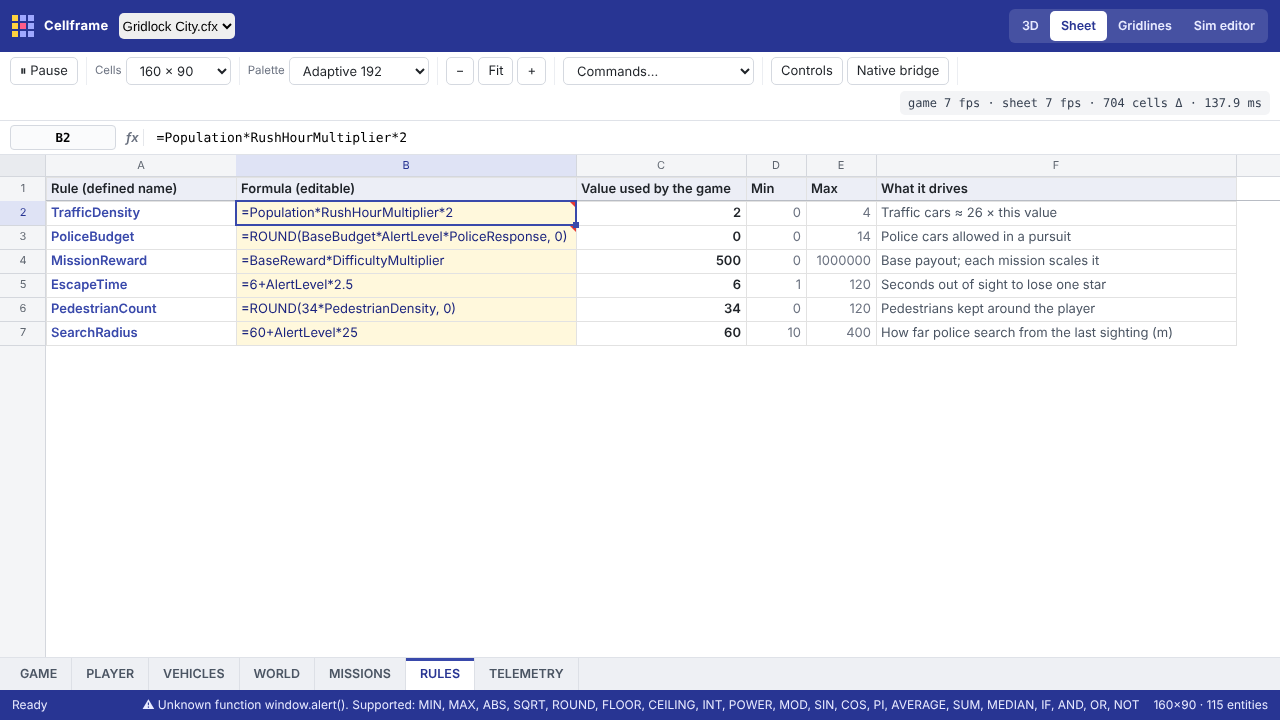 Cellframe Gridlock City.cfx 3D Sheet Gridlines Sim editor
⏸ Pause Cells 160 × 90 Palette Adaptive 192 − Fit + Commands... Controls Native bridge
game 7 fps · sheet 7 fps · 704 cells Δ · 137.9 ms
B2 fx =Population*RushHourMultiplier*2
A B C D E F
1 Rule (defined name) Formula (editable) Value used by the game Min Max What it drives
2 TrafficDensity =Population*RushHourMultiplier*2 2 0 4 Traffic cars ≈ 26 × this value
3 PoliceBudget =ROUND(BaseBudget*AlertLevel*PoliceResponse, 0) 0 0 14 Police cars allowed in a pursuit
4 MissionReward =BaseReward*DifficultyMultiplier 500 0 1000000 Base payout; each mission scales it
5 EscapeTime =6+AlertLevel*2.5 6 1 120 Seconds out of sight to lose one star
6 PedestrianCount =ROUND(34*PedestrianDensity, 0) 34 0 120 Pedestrians kept around the player
7 SearchRadius =60+AlertLevel*25 60 10 400 How far police search from the last sighting (m)
GAME PLAYER VEHICLES WORLD MISSIONS RULES TELEMETRY
Ready ⚠ Unknown function window.alert(). Supported: MIN, MAX, ABS, SQRT, ROUND, FLOOR, CEILING, INT, POWER, MOD, SIN, COS, PI, AVERAGE, SUM, MEDIAN, IF, AND, OR, NOT 160×90 · 115 entities